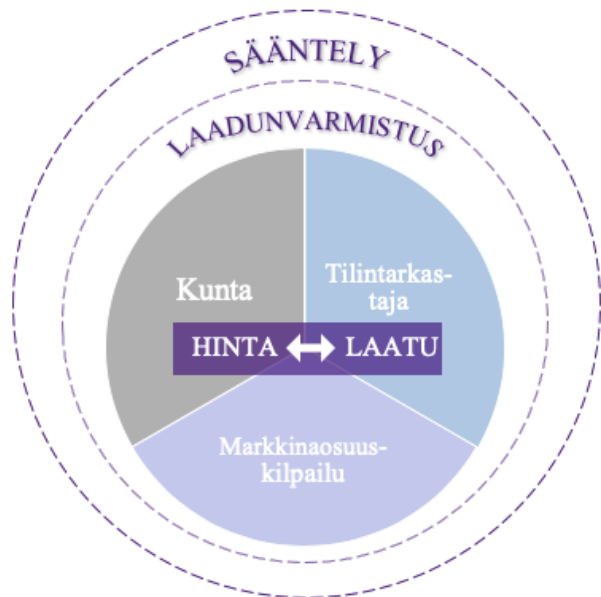 SÄÄNTELY
LAADUNVARMISTUS
Kunta
Tilintarkas-
taja
HINTA LAATU
Markkinaosuus-
kilpailu